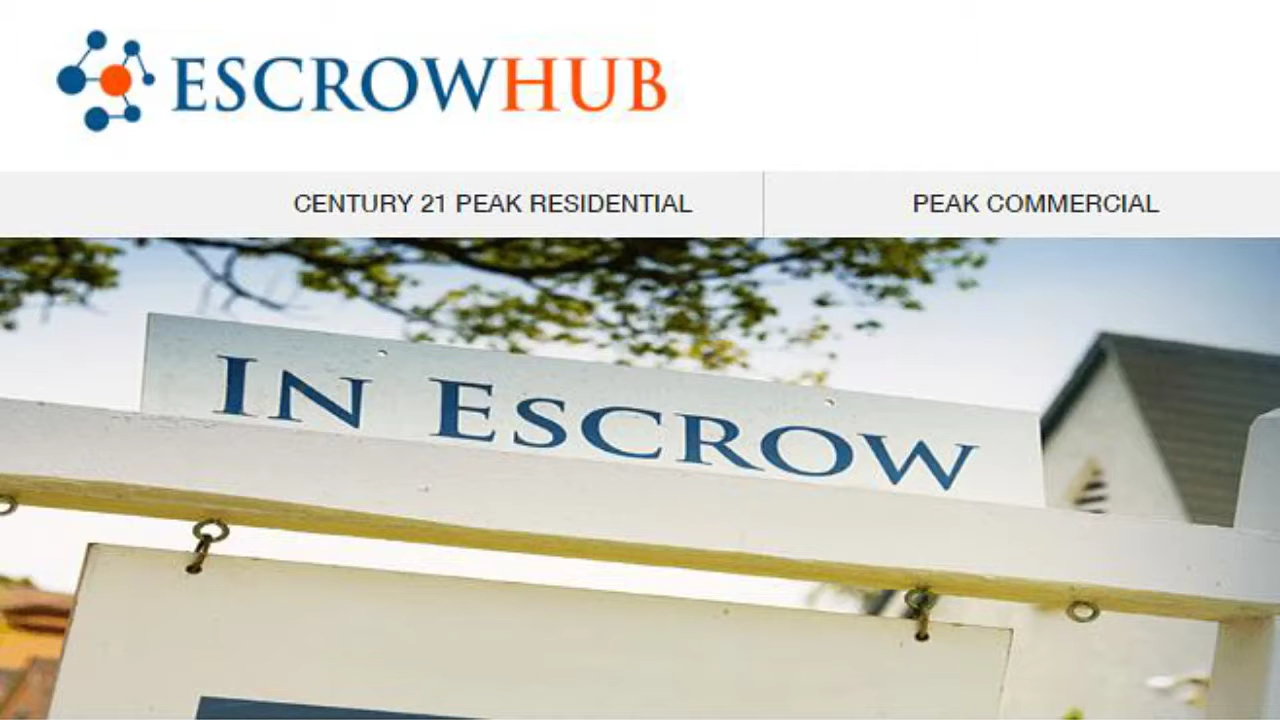 ESCROWHUB
CENTURY 21 PEAK RESIDENTIAL
PEAK COMMERCIAL
IN ESCROW